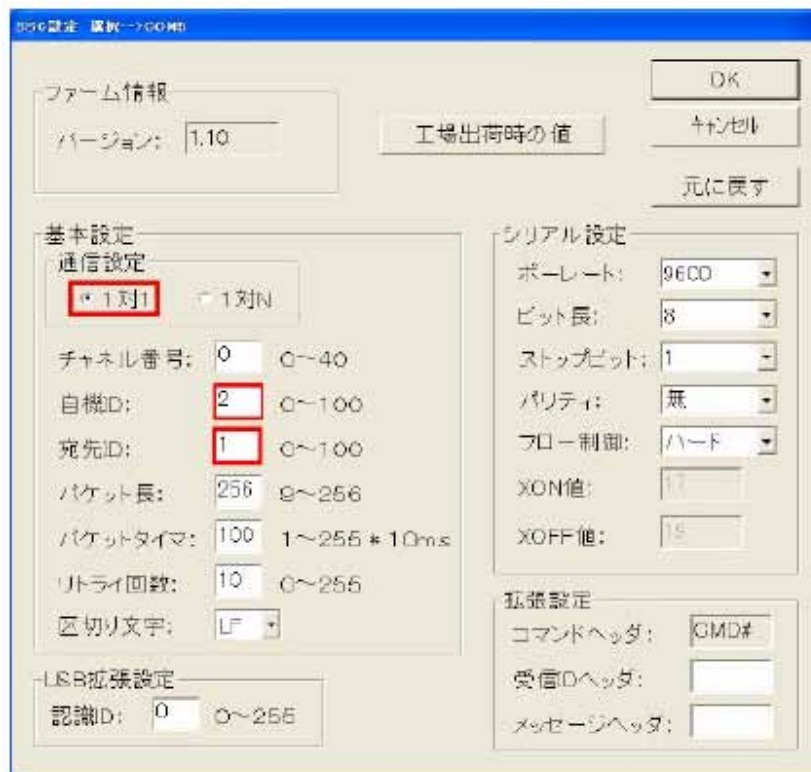 SSG設定 選択-->COM5
ファーム情報
バージョン: 1.10
工場出荷時の値
OK
キャンセル
元に戻す
基本設定
通信設定
1対1 1対N
チャネル番号: 0 0～40
自機ID: 2 0～100
宛先ID: 1 0～100
パケット長: 256 9～256
パケットタイマ: 100 1～255*10ms
リトライ回数: 10 0～255
区切り文字: LF
USB拡張設定
認識ID: 0 0～255
シリアル設定
ボーレート: 9600
ビット長: 8
ストップビット: 1
パリティ: 無
フロー制御: ハード
XON値: 17
XOFF値: 19
拡張設定
コマンドヘッダ: CMD#
受信IDヘッダ:
メッセージヘッダ: